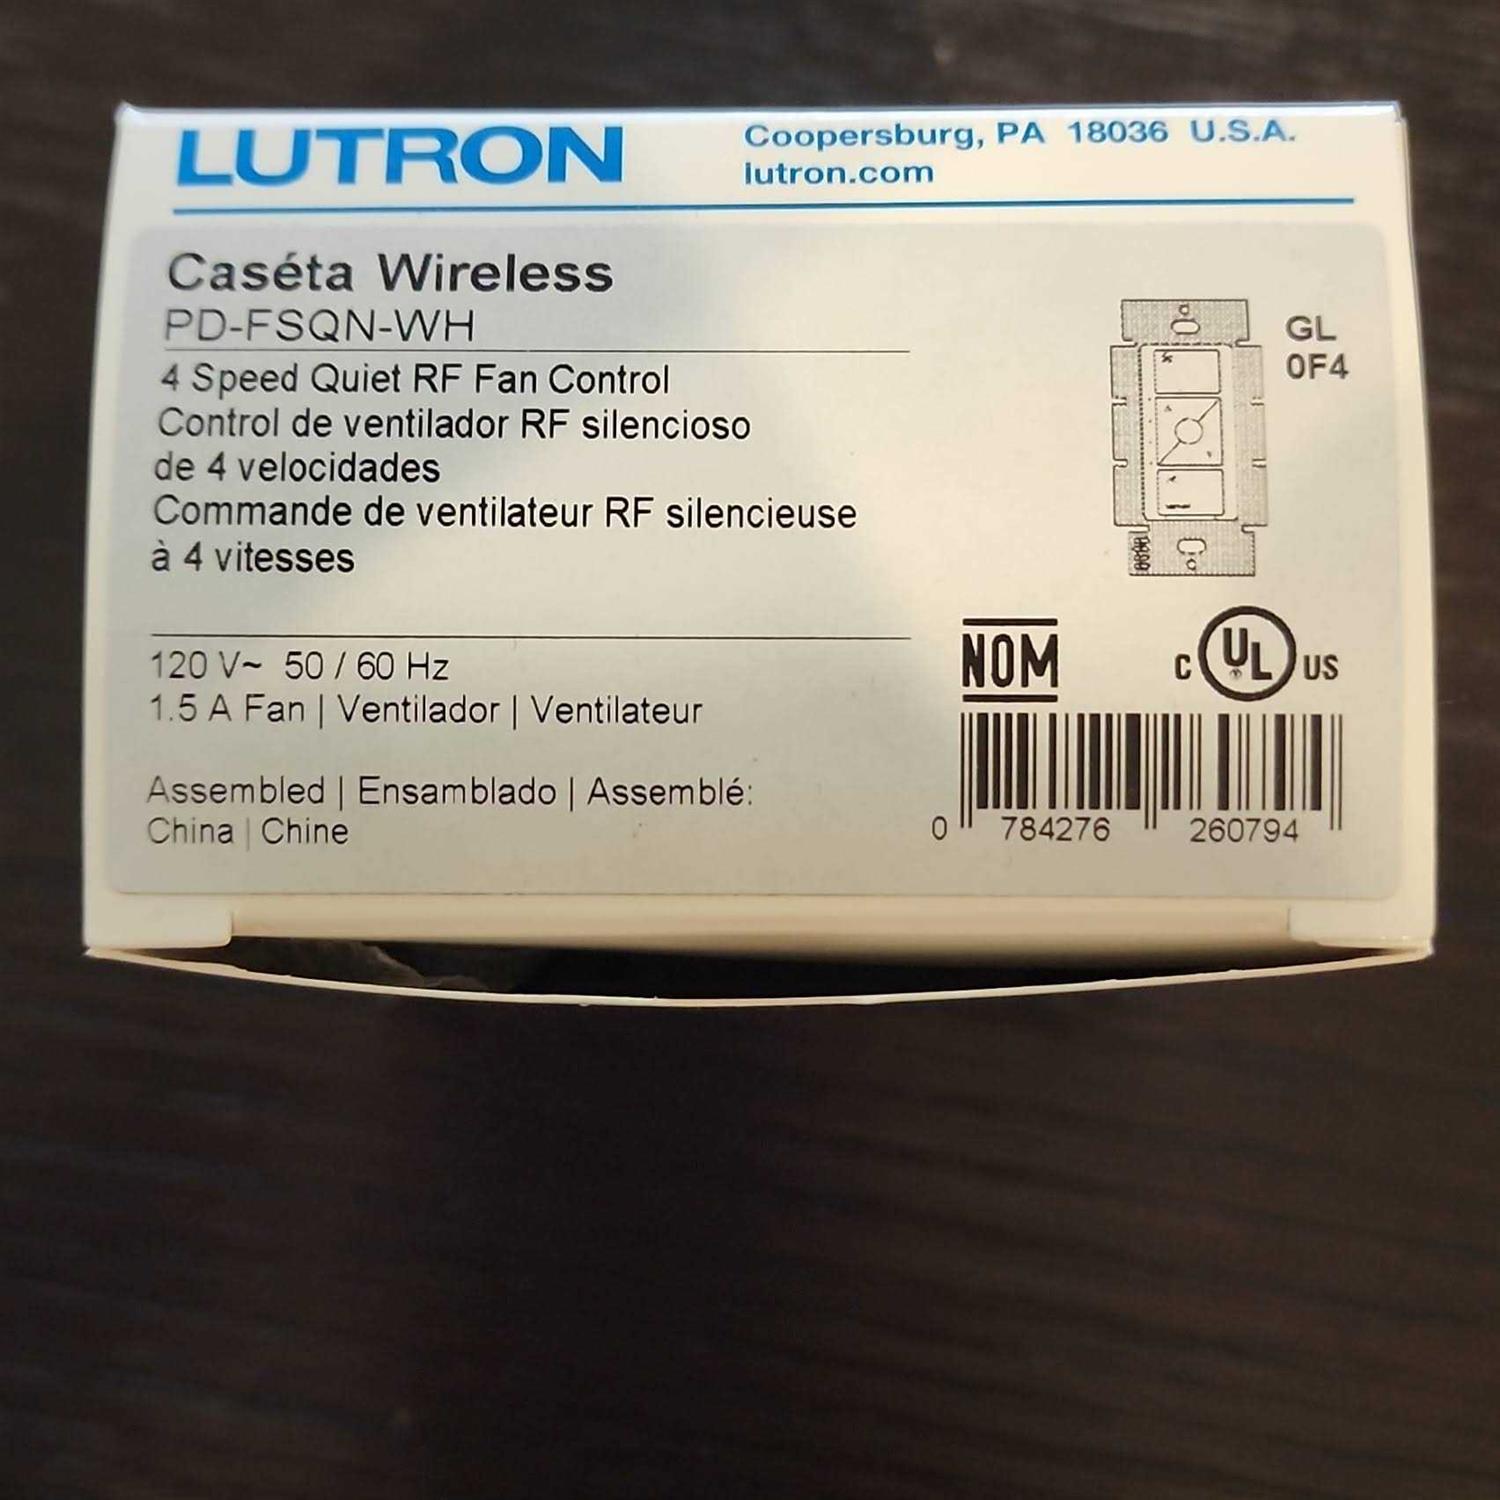 LUTRON
Coopersburg, PA 18036 U.S.A.
lutron.com
Caséta Wireless
PD-FSQN-WH
4 Speed Quiet RF Fan Control
Control de ventilador RF silencioso
de 4 velocidades
Commande de ventilateur RF silencieuse
à 4 vitesses
GL
0F4
120 V~ 50 / 60 Hz
1.5 A Fan | Ventilador | Ventilateur
Assembled | Ensamblado | Assemblé:
China | Chine
NOM
C UL ® US
0 784276 260794